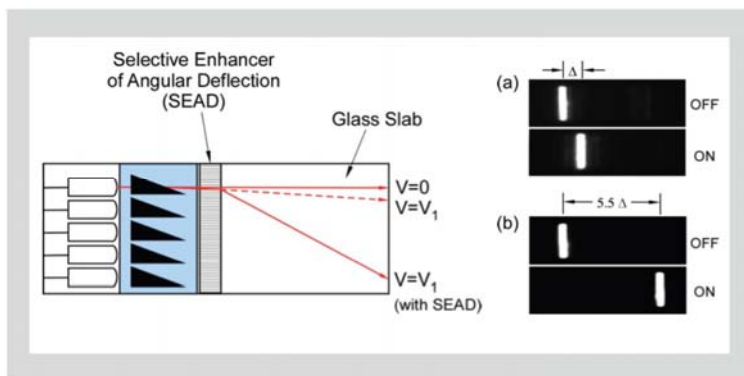 Selective Enhancer
of Angular Deflection
(SEAD)
Glass Slab
V=0
V=V₁
V=V₁
(with SEAD)
(a)
Δ
OFF
ON
(b)
5.5 Δ
OFF
ON